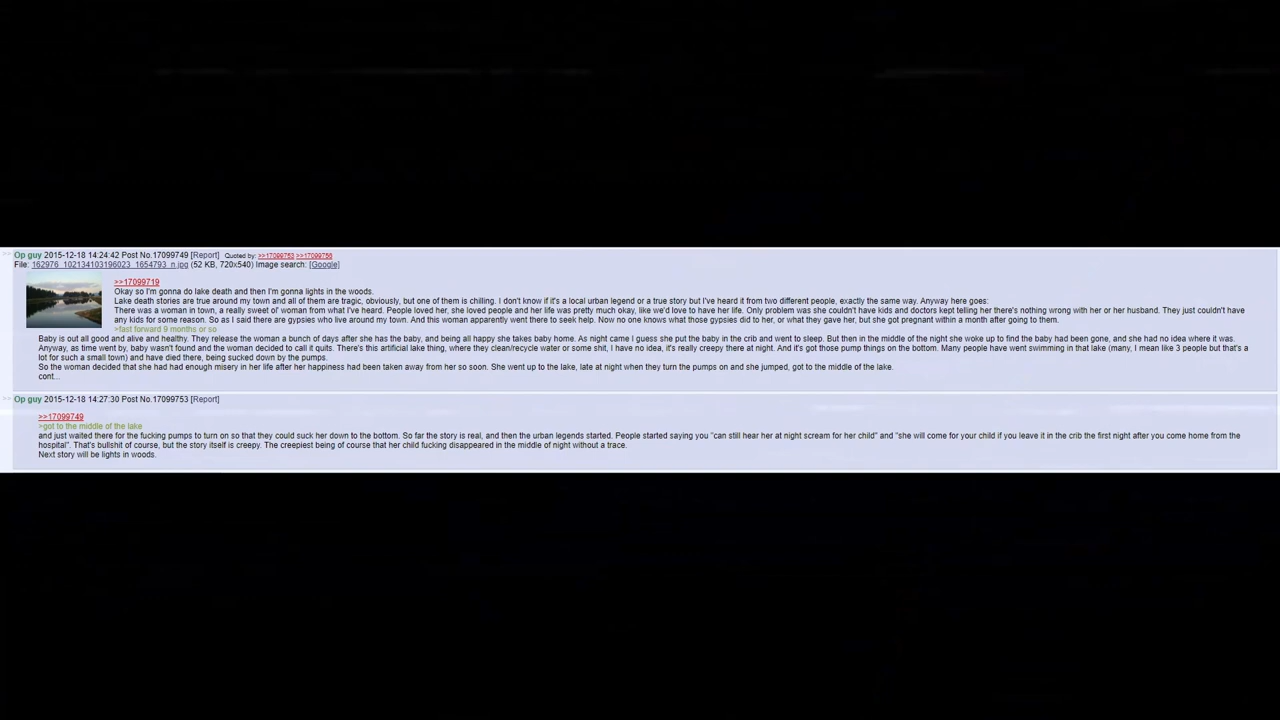 >> Op guy 2015-12-18 14:24:42 Post No.17099749 [Report] Quoted by: >>17099753 >>17099756
File: 162976_102134103196023_1654793_n.jpg (52 KB, 720x540) Image search: [Google]
>>17099719
Okay so I'm gonna do lake death and then I'm gonna lights in the woods.
Lake death stories are true around my town and all of them are tragic, obviously, but one of them is chilling. I don't know if it's a local urban legend or a true story but I've heard it from two different people, exactly the same way. Anyway here goes:
There was a woman in town, a really sweet ol' woman from what I've heard. People loved her, she loved people and her life was pretty much okay, like we'd love to have her life. Only problem was she couldn't have kids and doctors kept telling her there's nothing wrong with her or her husband. They just couldn't have
any kids for some reason. So as I said there are gypsies who live around my town. And this woman apparently went there to seek help. Now no one knows what those gypsies did to her, or what they gave her, but she got pregnant within a month after going to them.
>fast forward 9 months or so
Baby is out all good and alive and healthy. They release the woman a bunch of days after she has the baby, and being all happy she takes baby home. As night came I guess she put the baby in the crib and went to sleep. But then in the middle of the night she woke up to find the baby had been gone, and she had no idea where it was.
Anyway, as time went by, baby wasn't found and the woman decided to call it quits. There's this artificial lake thing, where they clean/recycle water or some shit, I have no idea, it's really creepy there at night. And it's got those pump things on the bottom. Many people have went swimming in that lake (many, I mean like 3 people but that's a
lot for such a small town) and have died there, being sucked down by the pumps.
So the woman decided that she had had enough misery in her life after her happiness had been taken away from her so soon. She went up to the lake, late at night when they turn the pumps on and she jumped, got to the middle of the lake.
cont...
>> Op guy 2015-12-18 14:27:30 Post No.17099753 [Report]
>>17099749
>got to the middle of the lake
and just waited there for the fucking pumps to turn on so that they could suck her down to the bottom. So far the story is real, and then the urban legends started. People started saying you "can still hear her at night scream for her child" and "she will come for your child if you leave it in the crib the first night after you come home from the
hospital". That's bullshit of course, but the story itself is creepy. The creepiest being of course that her child fucking disappeared in the middle of night without a trace.
Next story will be lights in woods.